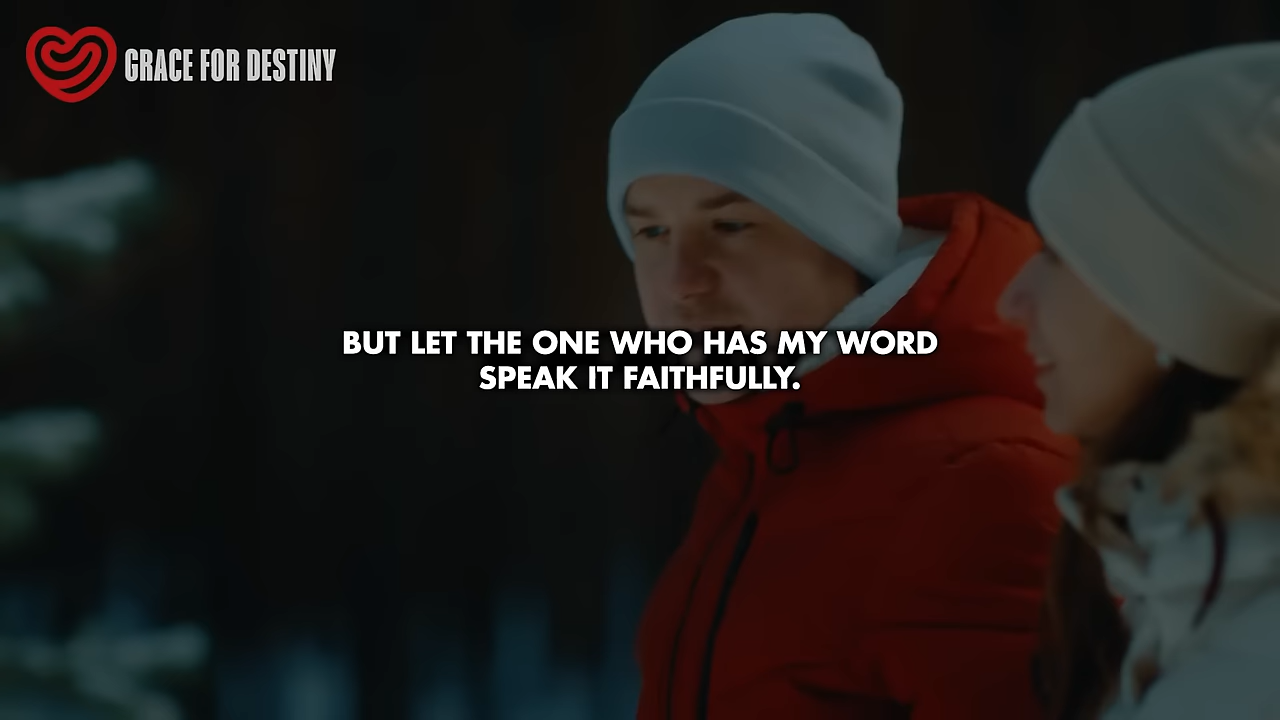 GRACE FOR DESTINY
BUT LET THE ONE WHO HAS MY WORD
SPEAK IT FAITHFULLY.